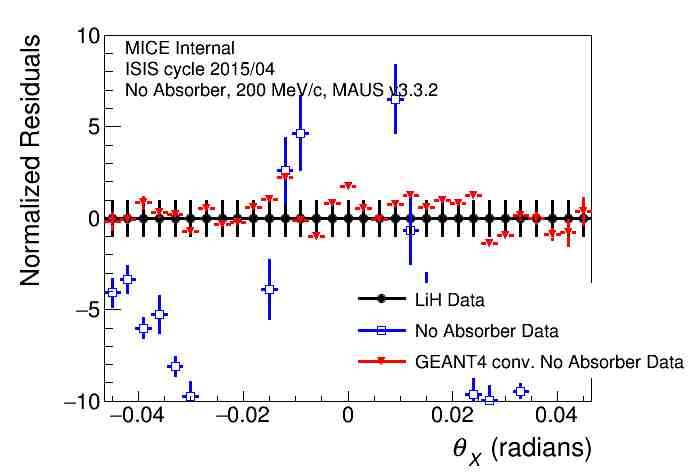 10
MICE Internal
ISIS cycle 2015/04
No Absorber, 200 MeV/c, MAUS v3.3.2
5
0
−5
−10
Normalized Residuals
LiH Data
No Absorber Data
GEANT4 conv. No Absorber Data
−0.04 −0.02 0 0.02 0.04
θX (radians)